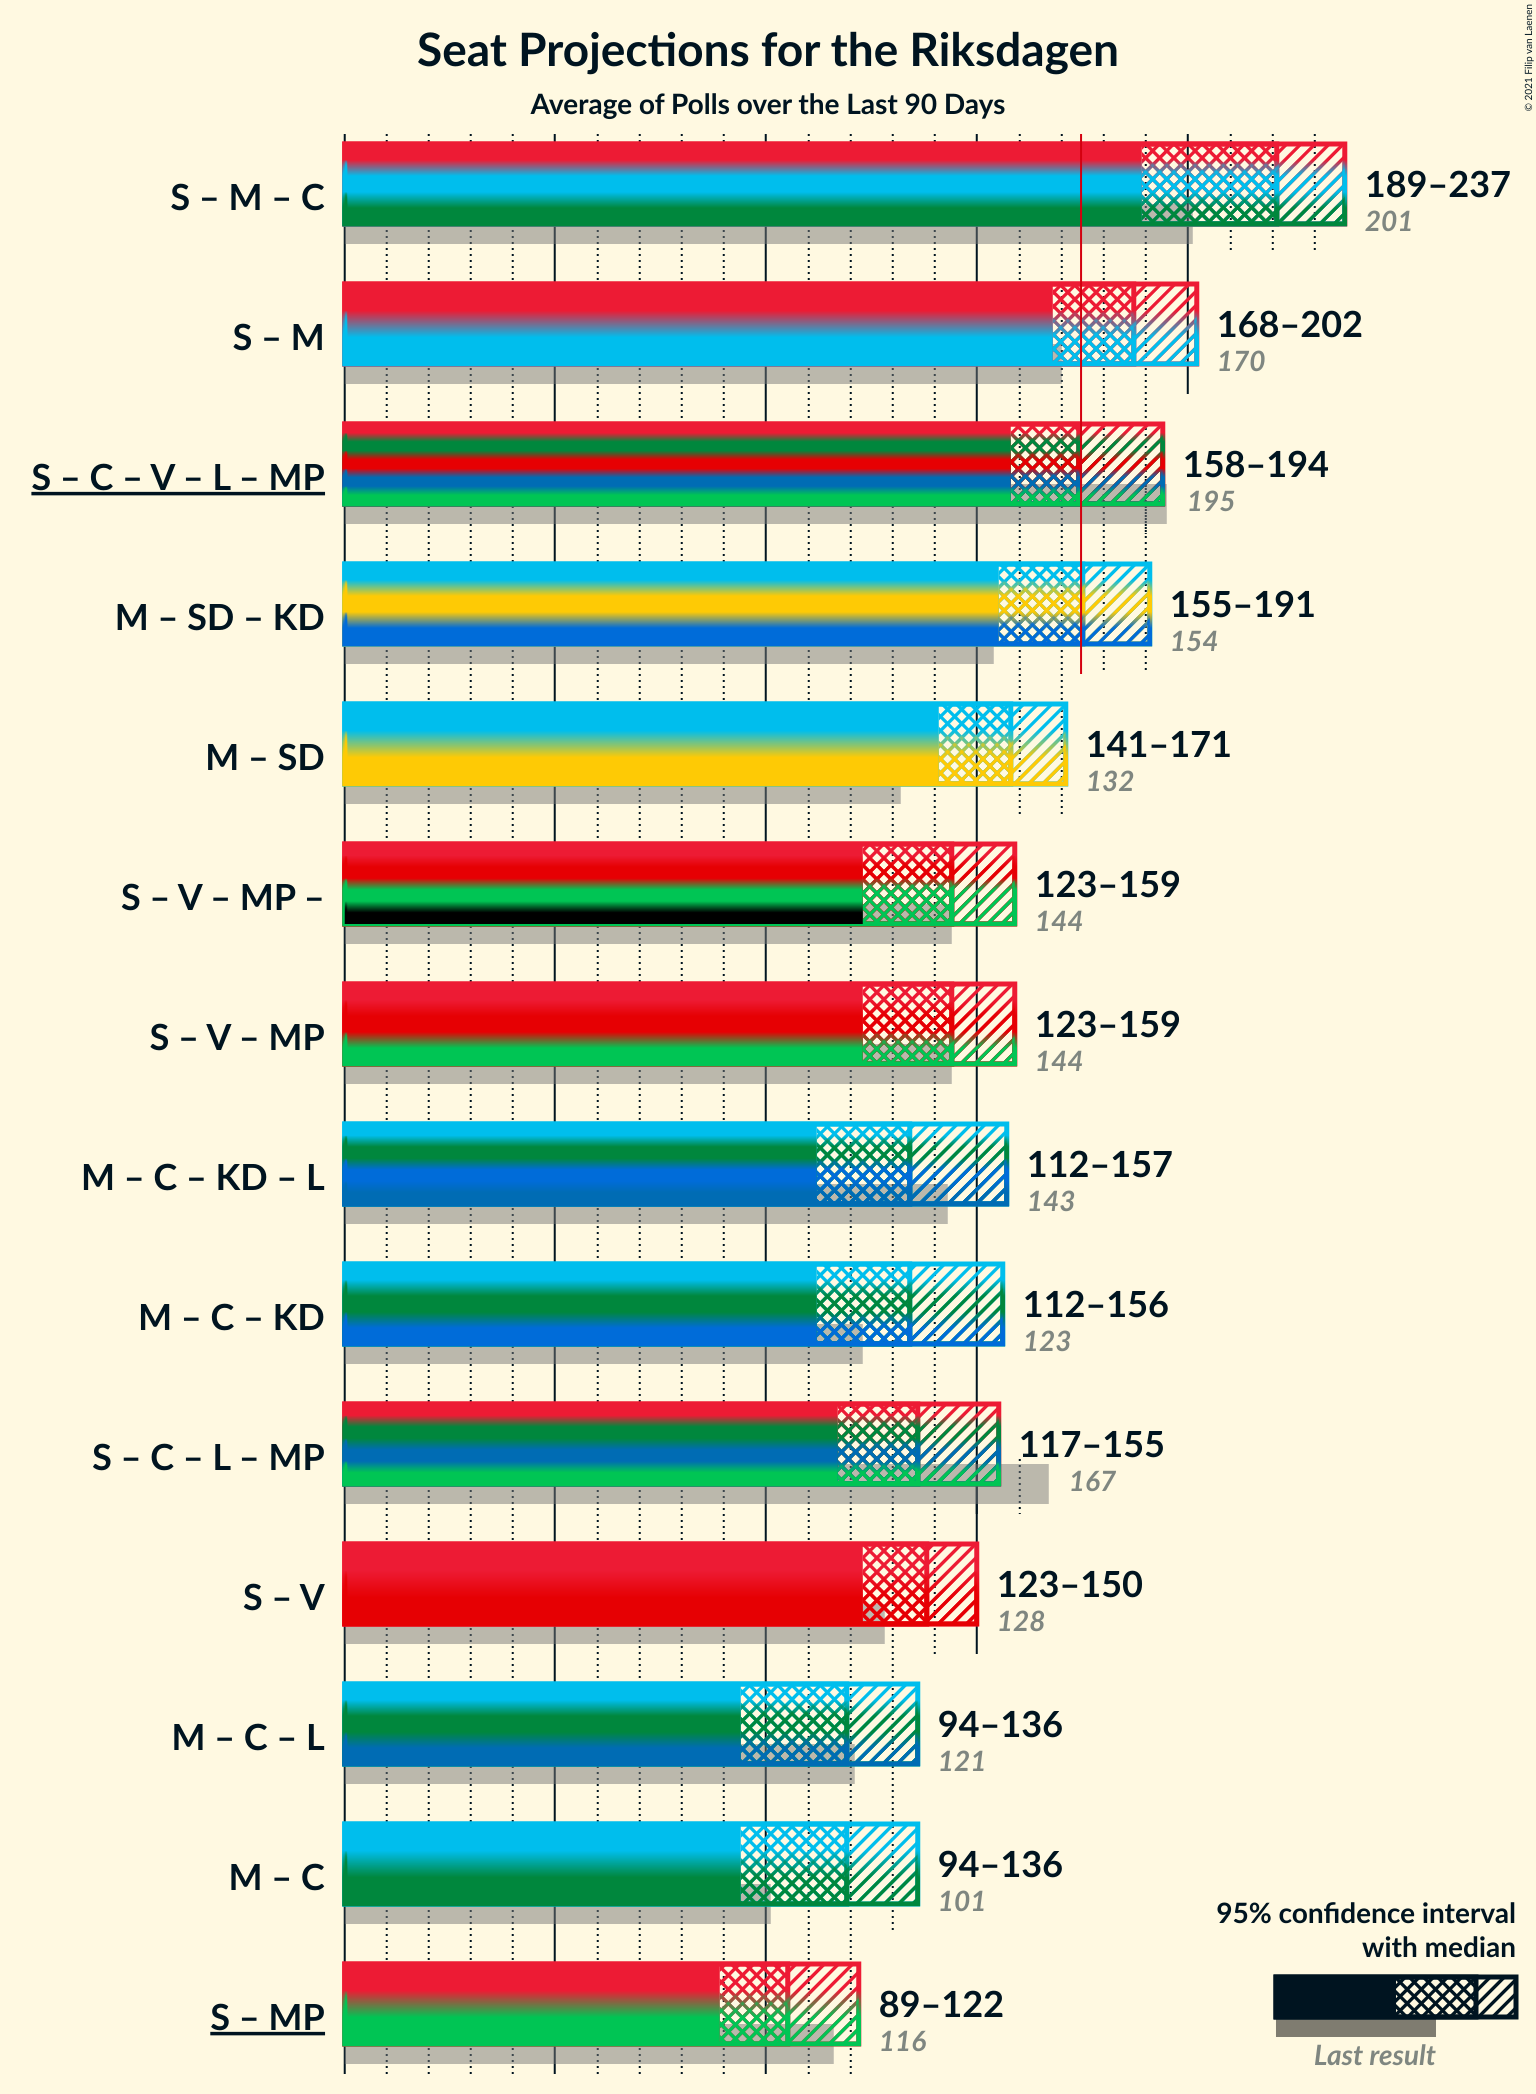 Seat Projections for the Riksdagen
Average of Polls over the Last 90 Days
© 2021 Filip van Laenen
S – M – C
189–237
201
S – M
168–202
170
S – C – V – L – MP
158–194
195
M – SD – KD
155–191
154
M – SD
141–171
132
S – V – MP –
123–159
144
S – V – MP
123–159
144
M – C – KD – L
112–157
143
M – C – KD
112–156
123
S – C – L – MP
117–155
167
S – V
123–150
128
M – C – L
94–136
121
M – C
94–136
101
S – MP
89–122
116
95% confidence interval
with median
Last result